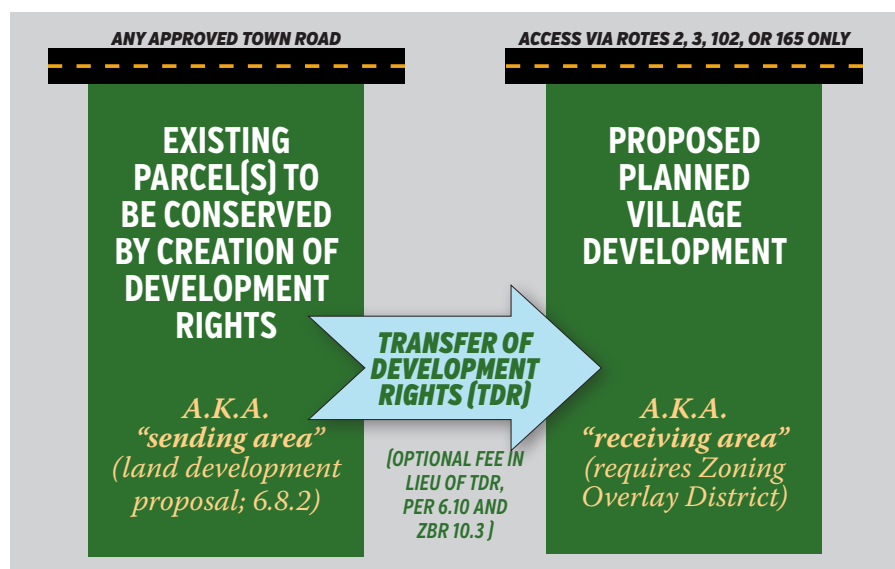 ANY APPROVED TOWN ROAD
EXISTING
PARCEL(S) TO
BE CONSERVED
BY CREATION OF
DEVELOPMENT
RIGHTS
A.K.A.
“sending area”
(land development
proposal; 6.8.2)
TRANSFER OF
DEVELOPMENT
RIGHTS (TDR)
(OPTIONAL FEE IN
LIEU OF TDR,
PER 6.10 AND
ZBR 10.3 )
ACCESS VIA ROTES 2, 3, 102, OR 165 ONLY
PROPOSED
PLANNED
VILLAGE
DEVELOPMENT
A.K.A.
“receiving area”
(requires Zoning
Overlay District)